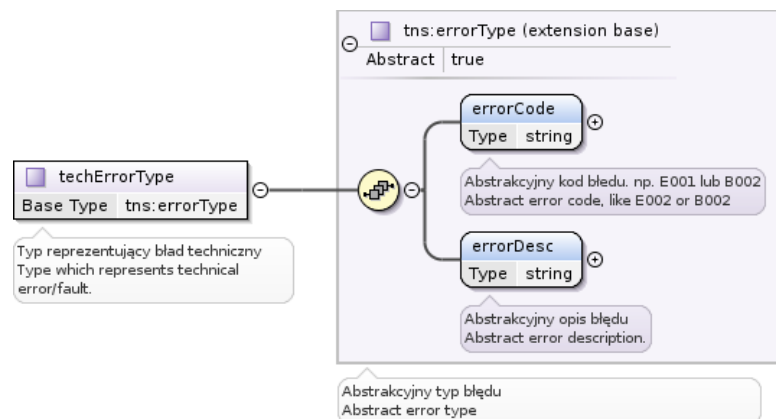 tns:errorType (extension base)
Abstract true
errorCode
Type string
Abstrakcyjny kod błedu. np. E001 lub B002
Abstract error code, like E002 or B002
techErrorType
Base Type tns:errorType
Typ reprezentujący bład techniczny
Type which represents technical
error/fault.
errorDesc
Type string
Abstrakcyjny opis błędu
Abstract error description.
Abstrakcyjny typ błędu
Abstract error type